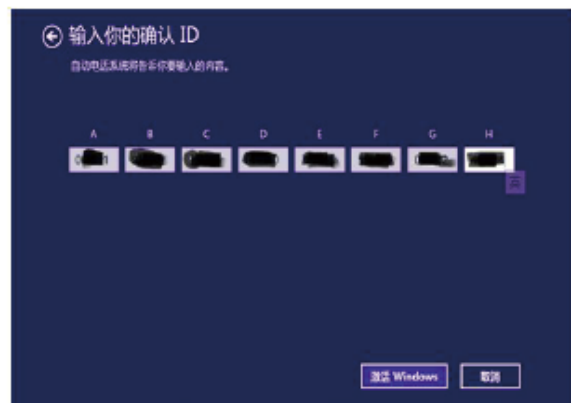 输入你的确认 ID
自动电话系统将告诉你要输入的内容。
A B C D E F G H
英
激活 Windows 取消